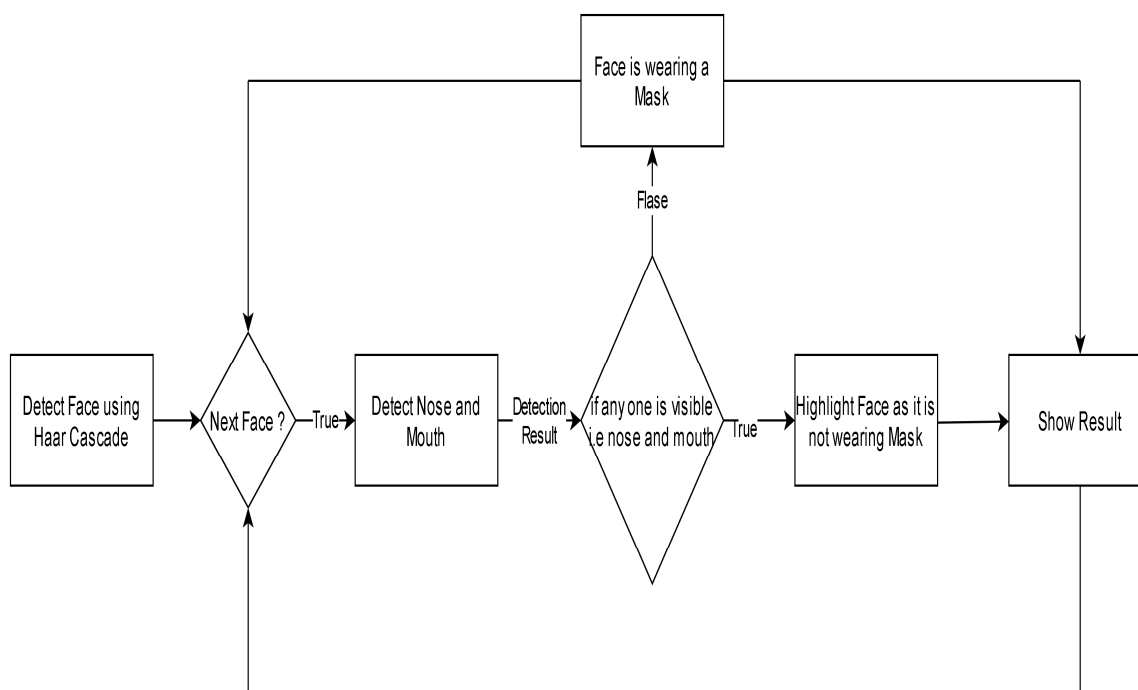 Face is wearing a
Mask
Flase
Detect Face using
Haar Cascade
Next Face ?
True
Detect Nose and
Mouth
Detection
Result
if any one is visible
i.e nose and mouth
True
Highlight Face as it is
not wearing Mask
Show Result